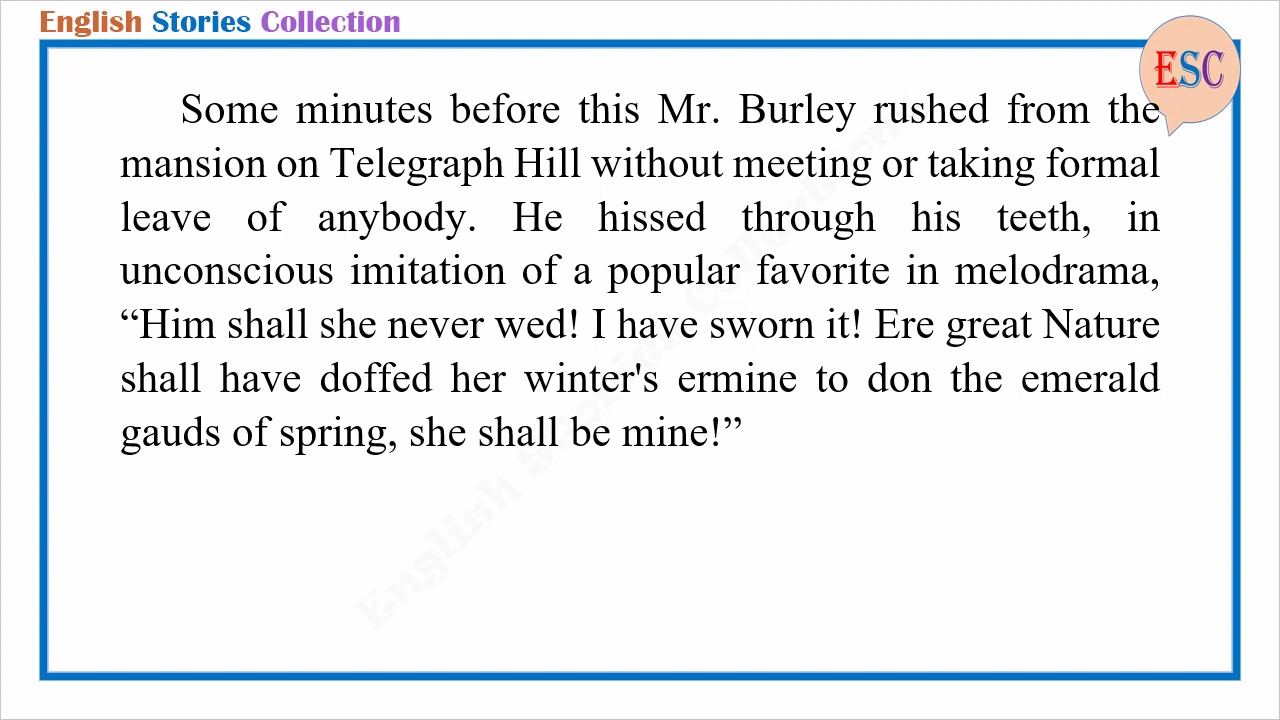 English Stories Collection
ESC
Some minutes before this Mr. Burley rushed from the
mansion on Telegraph Hill without meeting or taking formal
leave of anybody. He hissed through his teeth, in
unconscious imitation of a popular favorite in melodrama,
“Him shall she never wed! I have sworn it! Ere great Nature
shall have doffed her winter's ermine to don the emerald
gauds of spring, she shall be mine!”
English Stories Collection